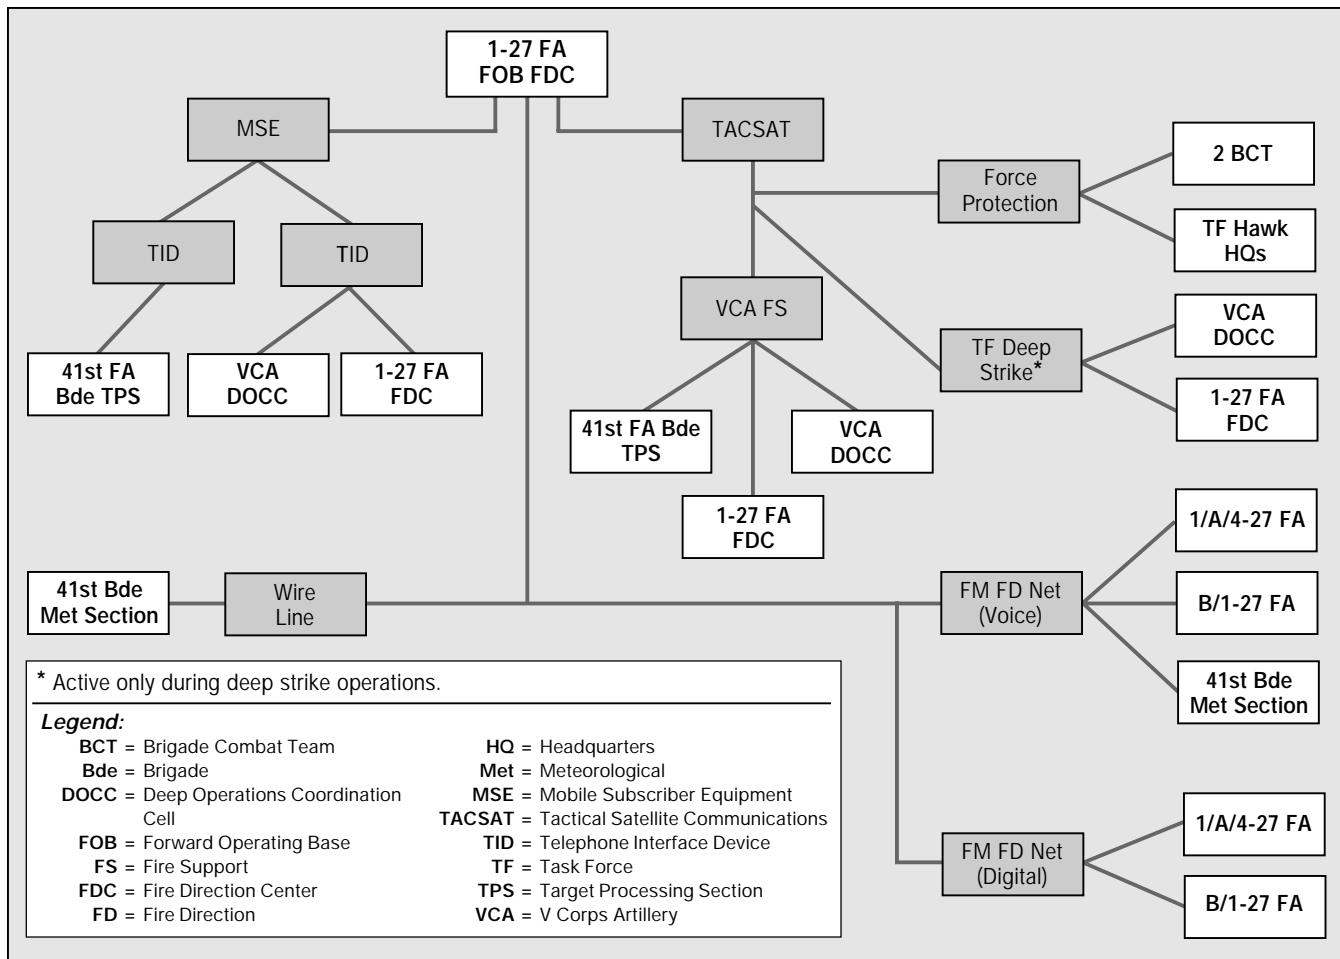 1-27 FA
FOB FDC
MSE
TACSAT
2 BCT
Force
Protection
TF Hawk
HQs
TID
TID
VCA FS
VCA
DOCC
TF Deep
Strike*
41st FA
Bde TPS
VCA
DOCC
1-27 FA
FDC
1-27 FA
FDC
41st FA Bde
TPS
VCA
DOCC
1-27 FA
FDC
1/A/4-27 FA
41st Bde
Met Section
Wire
Line
FM FD Net
(Voice)
B/1-27 FA
41st Bde
Met Section
* Active only during deep strike operations.
Legend:
BCT = Brigade Combat Team
Bde = Brigade
DOCC = Deep Operations Coordination
Cell
FOB = Forward Operating Base
FS = Fire Support
FDC = Fire Direction Center
FD = Fire Direction
HQ = Headquarters
Met = Meteorological
MSE = Mobile Subscriber Equipment
TACSAT = Tactical Satellite Communications
TID = Telephone Interface Device
TF = Task Force
TPS = Target Processing Section
VCA = V Corps Artillery
1/A/4-27 FA
FM FD Net
(Digital)
B/1-27 FA